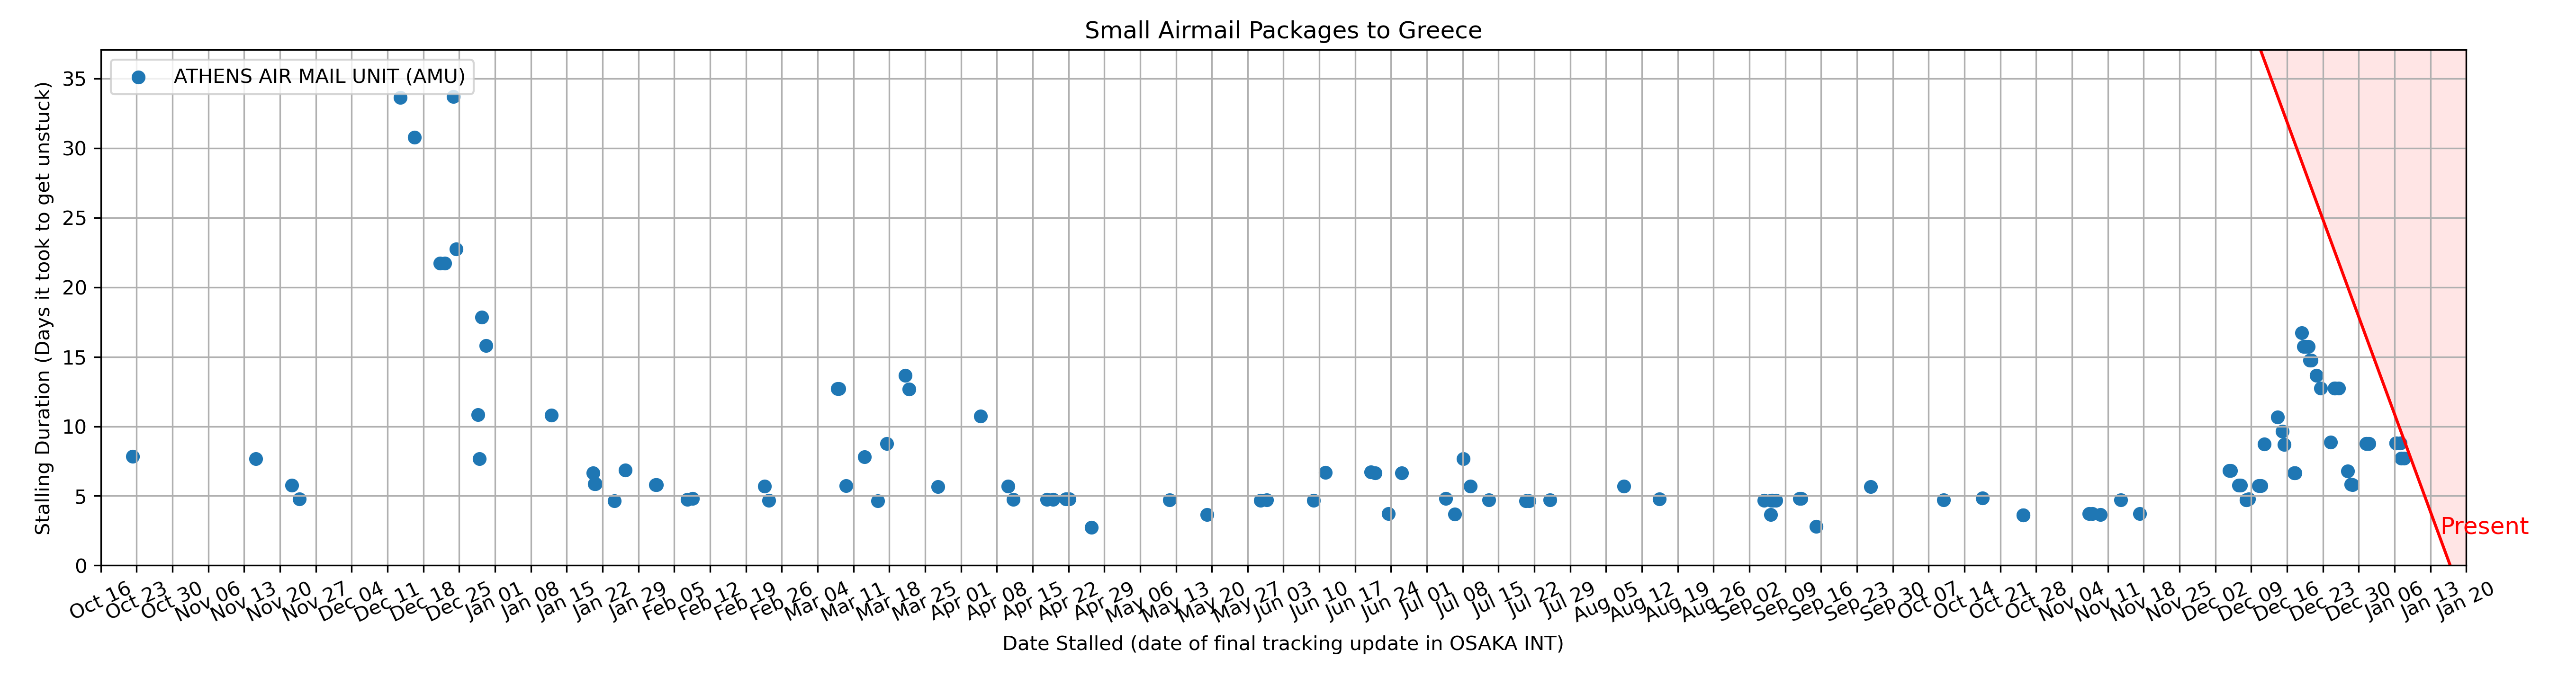 Small Airmail Packages to Greece
ATHENS AIR MAIL UNIT (AMU)
Stalling Duration (Days it took to get unstuck)
35
30
25
20
15
10
5
0
Present
Oct 16
Oct 23
Oct 30
Nov 06
Nov 13
Nov 20
Nov 27
Dec 04
Dec 11
Dec 18
Dec 25
Jan 01
Jan 08
Jan 15
Jan 22
Jan 29
Feb 05
Feb 12
Feb 19
Feb 26
Mar 04
Mar 11
Mar 18
Mar 25
Apr 01
Apr 08
Apr 15
Apr 22
Apr 29
May 06
May 13
May 20
May 27
Jun 03
Jun 10
Jun 17
Jun 24
Jul 01
Jul 08
Jul 15
Jul 22
Jul 29
Aug 05
Aug 12
Aug 19
Aug 26
Sep 02
Sep 09
Sep 16
Sep 23
Sep 30
Oct 07
Oct 14
Oct 21
Oct 28
Nov 04
Nov 11
Nov 18
Nov 25
Dec 02
Dec 09
Dec 16
Dec 23
Dec 30
Jan 06
Jan 13
Jan 20
Date Stalled (date of final tracking update in OSAKA INT)